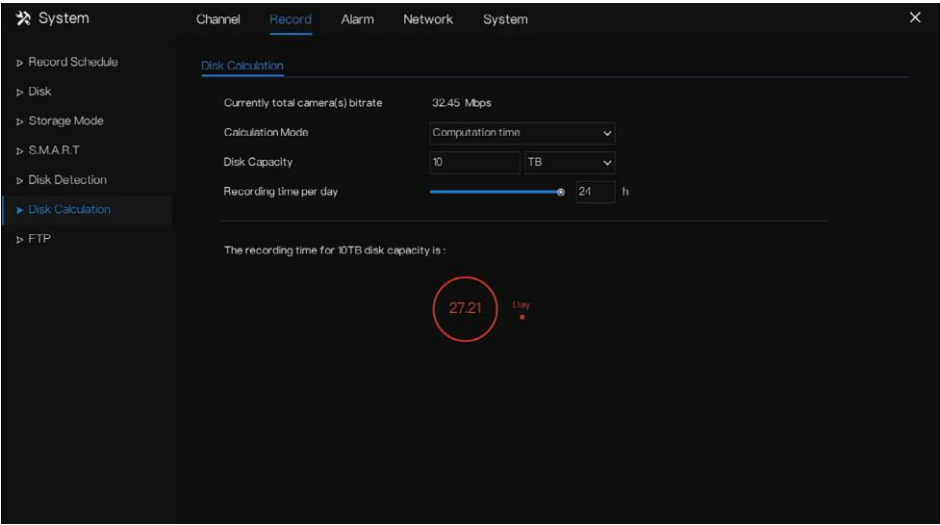 System Channel Record Alarm Network System
Record Schedule
Disk
Storage Mode
S.M.A.R.T
Disk Detection
Disk Calculation
FTP
Disk Calculation
Currently total camera(s) bitrate 32.45 Mbps
Calculation Mode Computation time
Disk Capacity 10 TB
Recording time per day 24 h
The recording time for 10TB disk capacity is :
27.21 Day